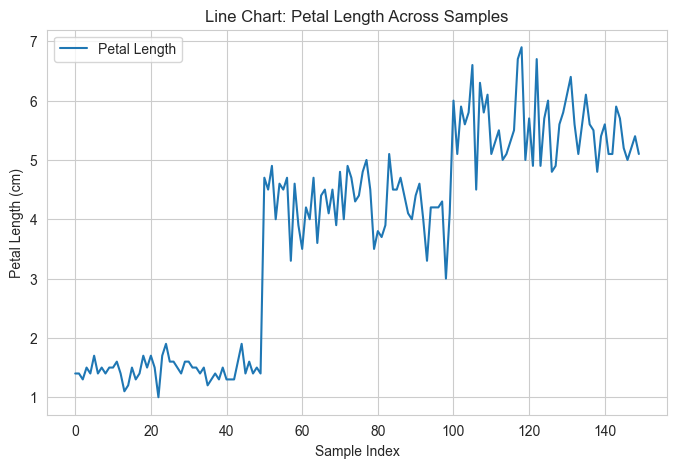 Line Chart: Petal Length Across Samples
Petal Length
Petal Length (cm)
7
6
5
4
3
2
1
0 20 40 60 80 100 120 140
Sample Index